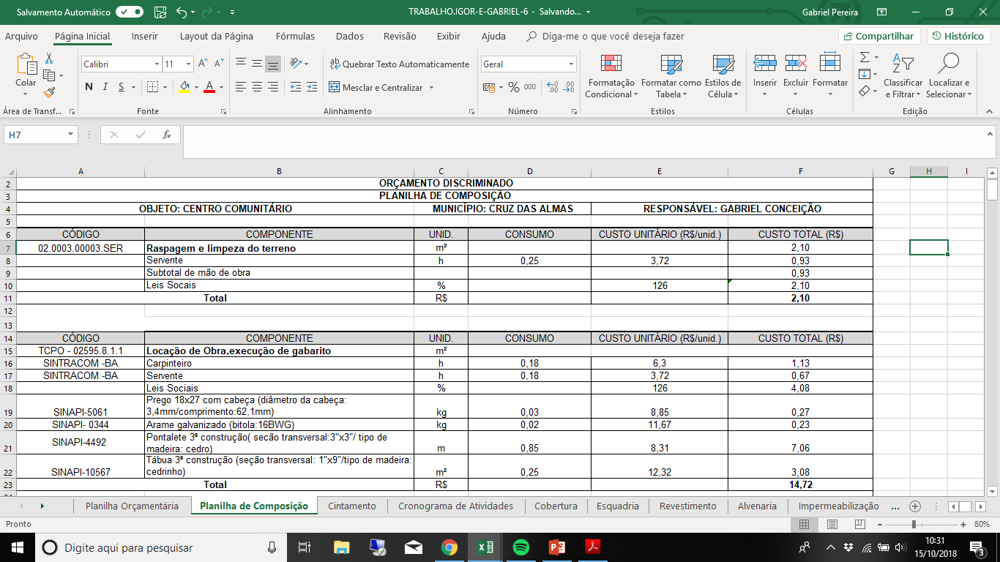 Salvamento Automático
TRABALHO.IGOR-E-GABRIEL-6 - Salvando...
Gabriel Pereira
Arquivo Página Inicial Inserir Layout da Página Fórmulas Dados Revisão Exibir Ajuda Diga-me o que você deseja fazer Compartilhar Histórico
Colar
Calibri 11
N I S
Quebrar Texto Automaticamente
Mesclar e Centralizar
Geral
% 000
Formatação Condicional
Formatar como Tabela
Estilos de Célula
Inserir Excluir Formatar
Classificar e Filtrar
Localizar e Selecionar
Área de Transf... Fonte Alinhamento Número Estilos Células Edição
H7 fx
A B C D E F G H I
2 ORÇAMENTO DISCRIMINADO
3 PLANILHA DE COMPOSIÇÃO
4 OBJETO: CENTRO COMUNITÁRIO MUNICÍPIO: CRUZ DAS ALMAS RESPONSÁVEL: GABRIEL CONCEIÇÃO
5
6 CÓDIGO COMPONENTE UNID. CONSUMO CUSTO UNITÁRIO (R$/unid.) CUSTO TOTAL (R$)
7 02.0003.00003.SER Raspagem e limpeza do terreno m² 2,10
8 Servente h 0,25 3,72 0,93
9 Subtotal de mão de obra 0,93
10 Leis Socais % 126 2,10
11 Total R$ 2,10
12
13
14 CÓDIGO COMPONENTE UNID. CONSUMO CUSTO UNITÁRIO (R$/unid.) CUSTO TOTAL (R$)
15 TCPO - 02595.8.1.1 Locação de Obra,execução de gabarito m²
16 SINTRACOM -BA Carpinteiro h 0,18 6,3 1,13
17 SINTRACOM -BA Servente h 0,18 3,72 0,67
18 Leis Sociais % 126 4,08
Prego 18x27 com cabeça (diâmetro da cabeça:
19 SINAPI-5061 3,4mm/comprimento:62,1mm) kg 0,03 8,85 0,27
20 SINAPI- 0344 Arame galvanizado (bitola:16BWG) kg 0,02 11,67 0,23
SINAPI-4492 Pontalete 3ª construção( secão transversal:3"x3"/ tipo de
21 madeira: cedro) m 0,85 8,31 7,06
Tábua 3ª construção (seção transversal: 1"x9"/tipo de madeira:
22 SINAPI-10567 cedrinho) m² 0,25 12,32 3,08
23 Total R$ 14,72
Planilha Orçamentária Planilha de Composição Cintamento Cronograma de Atividades Cobertura Esquadria Revestimento Alvenaria Impermeabilização ...
Pronto 80%
Digite aqui para pesquisar
10:31
15/10/2018
3